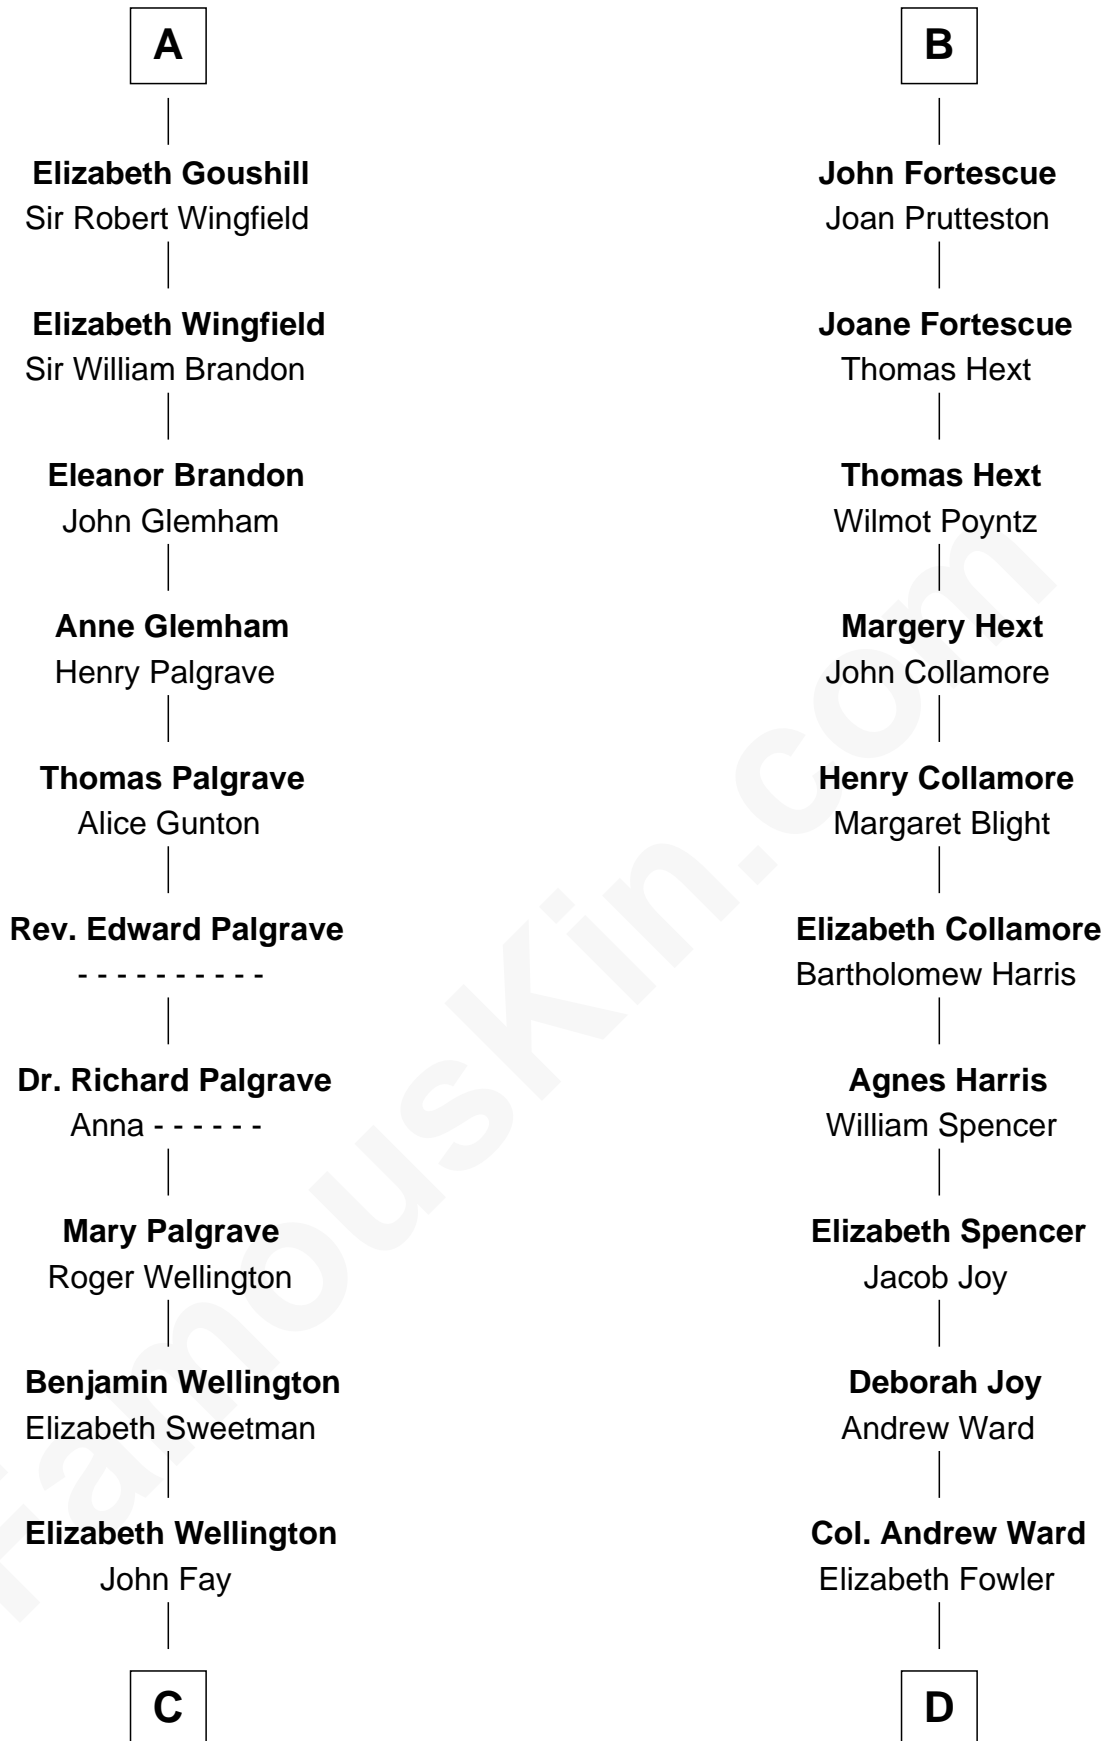 A
Elizabeth Goushill
Sir Robert Wingfield
Elizabeth Wingfield
Sir William Brandon
Eleanor Brandon
John Glemham
Anne Glemham
Henry Palgrave
Thomas Palgrave
Alice Gunton
Rev. Edward Palgrave
- - - - - - - - - -
Dr. Richard Palgrave
Anna - - - - - -
Mary Palgrave
Roger Wellington
Benjamin Wellington
Elizabeth Sweetman
Elizabeth Wellington
John Fay
C
B
John Fortescue
Joan Prutteston
Joane Fortescue
Thomas Hext
Thomas Hext
Wilmot Poyntz
Margery Hext
John Collamore
Henry Collamore
Margaret Blight
Elizabeth Collamore
Bartholomew Harris
Agnes Harris
William Spencer
Elizabeth Spencer
Jacob Joy
Deborah Joy
Andrew Ward
Col. Andrew Ward
Elizabeth Fowler
D
FamousKin.com